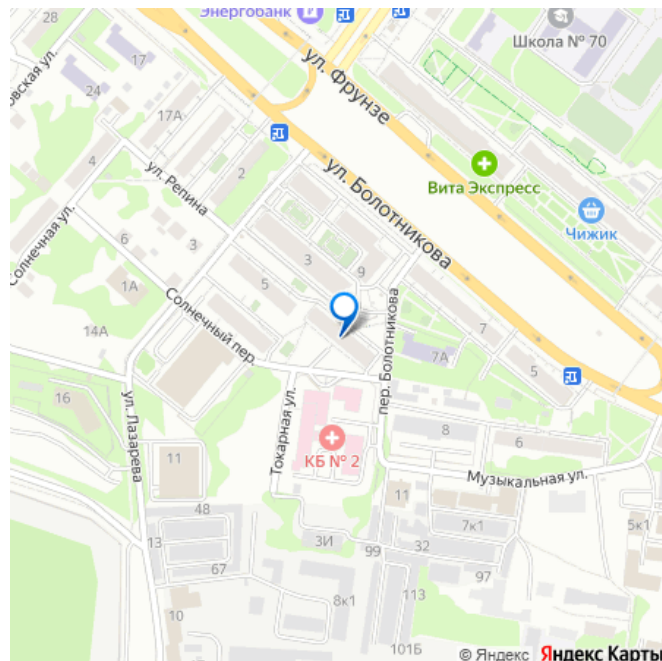 Энергобанк
28
Школа № 70
17
24
17А
ул. Фрунзе
ул. Болотникова
4
ул. Репина
2
Вита Экспресс
Чижик
Солнечная ул.
6
3
3
9
1А
5
пер. Болотникова
14А
Солнечный пер.
7
7А
5
16
ул. Лазарева
Токарная ул.
8
6
11
КБ № 2
Музыкальная ул.
11
48
7к1
5к1
13
3И
99
32
67
97
8к1
113
10
101Б
© Яндекс Яндекс Карты